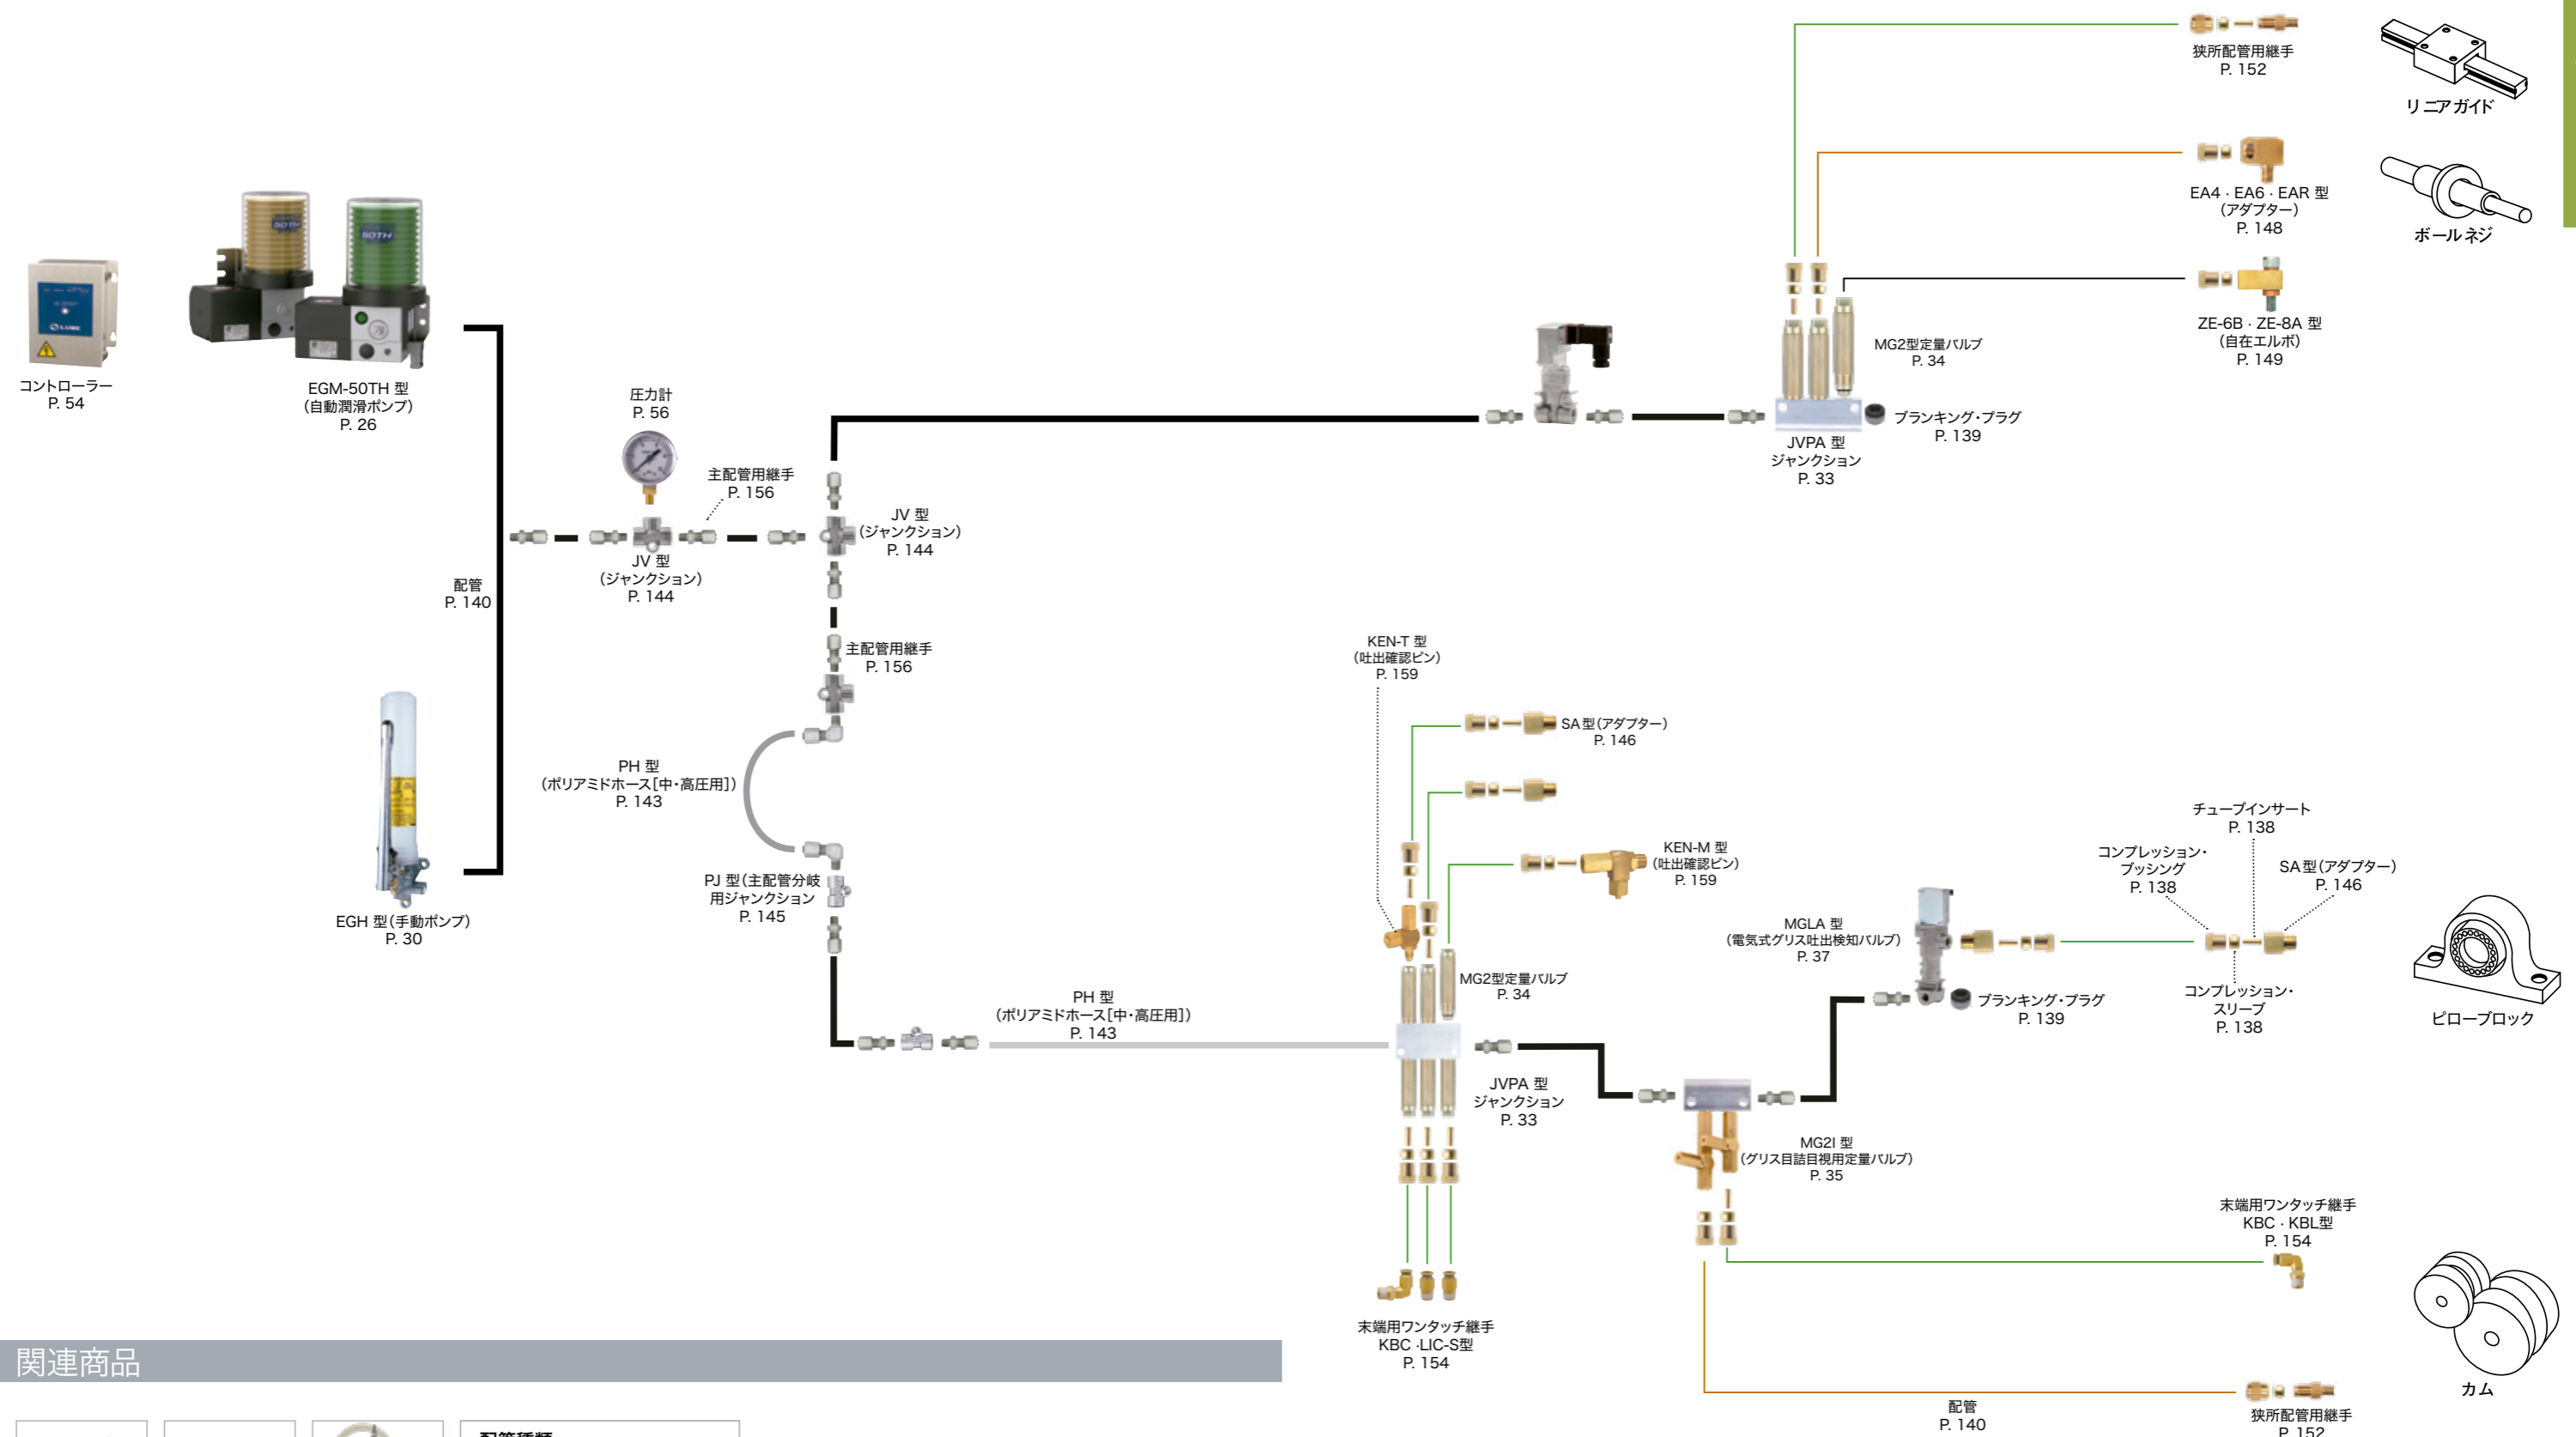 狭所配管用継手
P. 152
リニアガイド
EA4・EA6・EAR 型
（アダプター）
P. 148
ボールネジ
ZE-6B・ZE-8A 型
（自在エルボ）
P. 149
MG2型定量バルブ
P. 34
ブランキング・プラグ
P. 139
JVPA 型
ジャンクション
P. 33
コントローラー
P. 54
50TH
50TH
LUBE
EGM-50TH 型
（自動潤滑ポンプ）
P. 26
圧力計
P. 56
主配管用継手
P. 156
JV 型
（ジャンクション）
P. 144
JV 型
（ジャンクション）
P. 144
配管
P. 140
主配管用継手
P. 156
EGH 型（手動ポンプ）
P. 30
PH 型
（ポリアミドホース［中・高圧用］）
P. 143
PJ 型（主配管分岐
用ジャンクション
P. 145
PH 型
（ポリアミドホース［中・高圧用］）
P. 143
KEN-T 型
（吐出確認ピン）
P. 159
SA型（アダプター）
P. 146
KEN-M 型
（吐出確認ピン）
P. 159
MG2型定量バルブ
P. 34
JVPA 型
ジャンクション
P. 33
末端用ワンタッチ継手
KBC・LIC-S型
P. 154
MGLA 型
（電気式グリス吐出検知バルブ）
P. 37
ブランキング・プラグ
P. 139
チューブインサート
P. 138
コンプレッション・
ブッシング
P. 138
SA型（アダプター）
P. 146
コンプレッション・
スリーブ
P. 138
ピローブロック
MG2I 型
（グリス目詰目視用定量バルブ）
P. 35
末端用ワンタッチ継手
KBC・KBL型
P. 154
カム
配管
P. 140
狭所配管用継手
P. 152
関連商品
配管種類